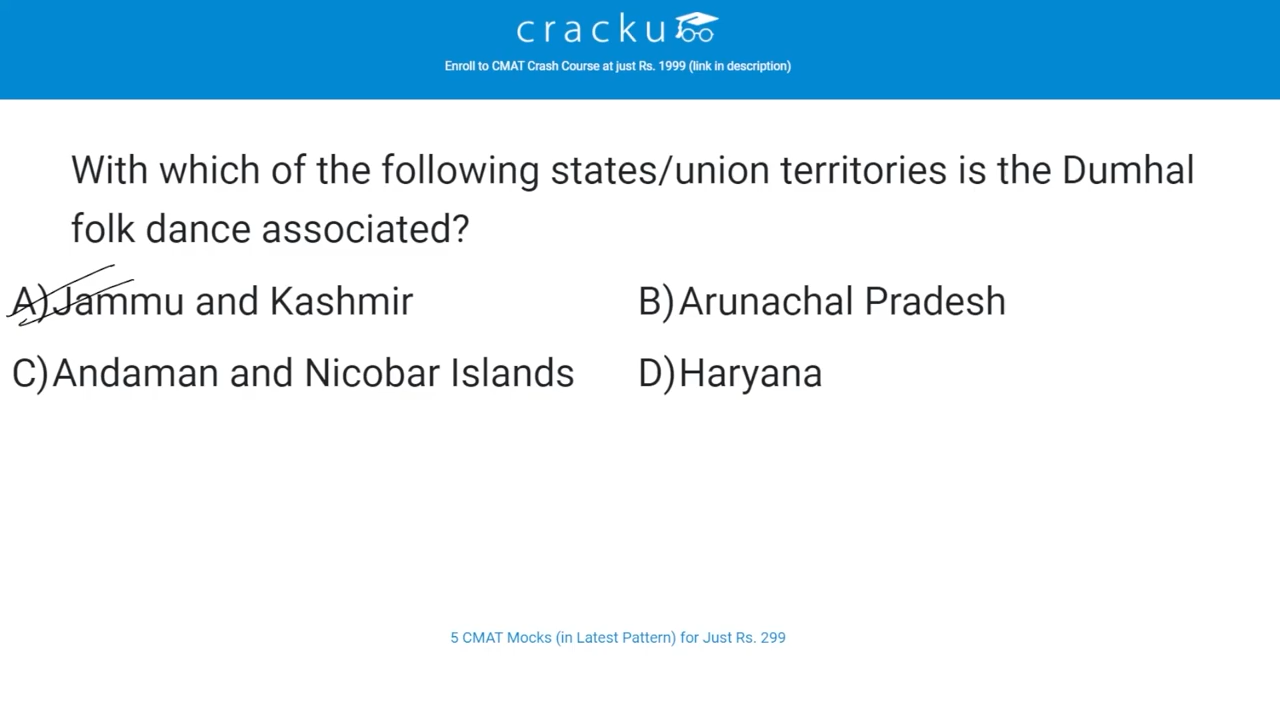 cracku
Enroll to CMAT Crash Course at just Rs. 1999 (link in description)
With which of the following states/union territories is the Dumhal
folk dance associated?
A)Jammu and Kashmir B)Arunachal Pradesh
C)Andaman and Nicobar Islands D)Haryana
5 CMAT Mocks (in Latest Pattern) for Just Rs. 299